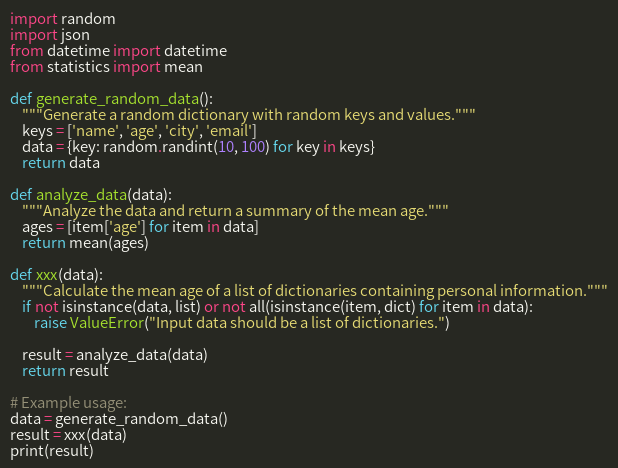 import random
import json
from datetime import datetime
from statistics import mean

def generate_random_data():
   """Generate a random dictionary with random keys and values."""
   keys = ['name', 'age', 'city', 'email']
   data = {key: random.randint(10, 100) for key in keys}
   return data

def analyze_data(data):
   """Analyze the data and return a summary of the mean age."""
   ages = [item['age'] for item in data]
   return mean(ages)

def xxx(data):
   """Calculate the mean age of a list of dictionaries containing personal information."""
   if not isinstance(data, list) or not all(isinstance(item, dict) for item in data):
      raise ValueError("Input data should be a list of dictionaries.")

   result = analyze_data(data)
   return result

# Example usage:
data = generate_random_data()
result = xxx(data)
print(result)